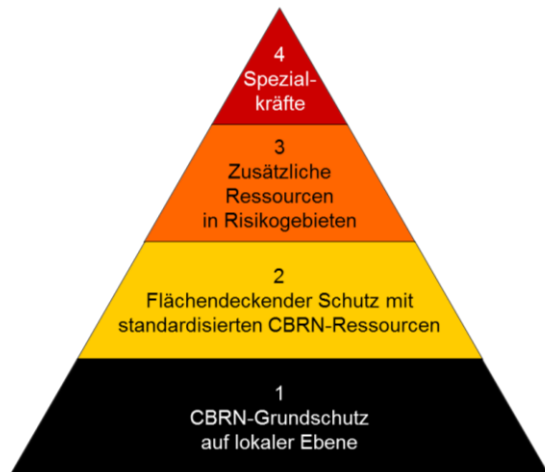 4
Spezial-
kräfte
3
Zusätzliche
Ressourcen
in Risikogebieten
2
Flächendeckender Schutz mit
standardisierten CBRN-Ressourcen
1
CBRN-Grundschutz
auf lokaler Ebene